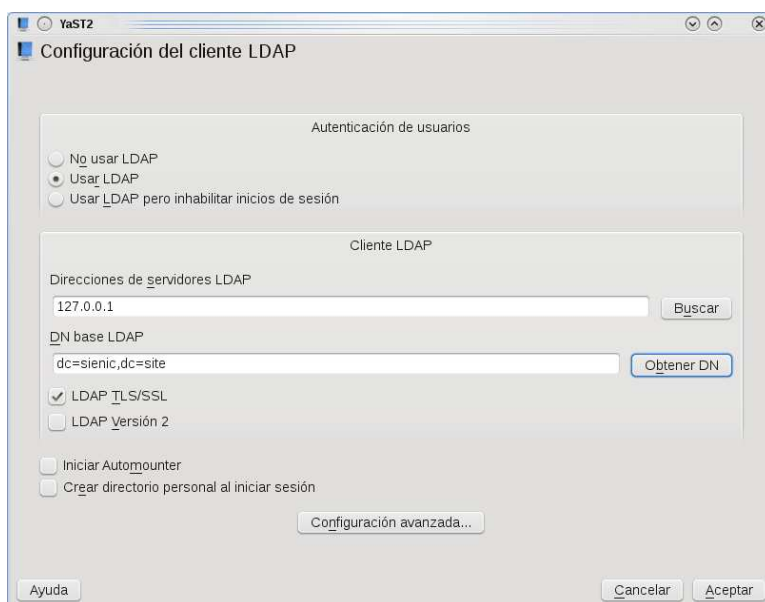 YaST2
Configuración del cliente LDAP
Autenticación de usuarios
No usar LDAP
Usar LDAP
Usar LDAP pero inhabilitar inicios de sesión
Cliente LDAP
Direcciones de servidores LDAP
127.0.0.1
Buscar
DN base LDAP
dc=sienic,dc=site
Obtener DN
LDAP TLS/SSL
LDAP Versión 2
Iniciar Automounter
Crear directorio personal al iniciar sesión
Configuración avanzada...
Ayuda
Cancelar
Aceptar